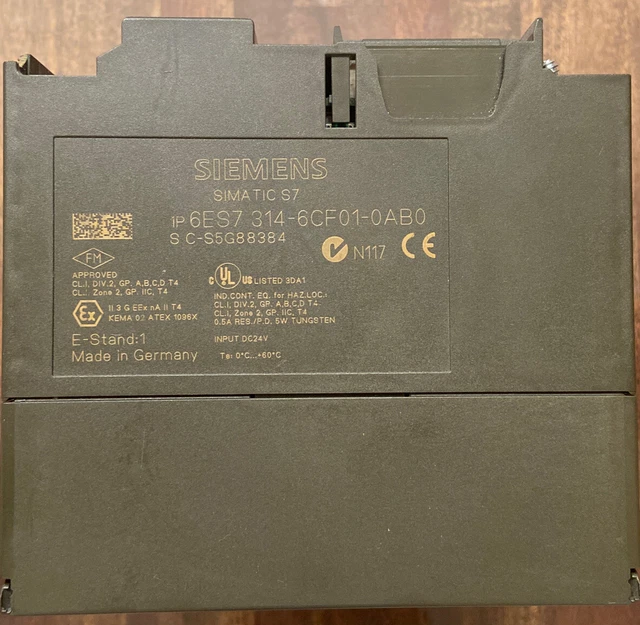 SIEMENS
SIMATIC S7
1P 6ES7 314-6CF01-0AB0
S C-S5G88384
N117 CE
FM
APPROVED
CL.I, DIV.2, GP. A,B,C,D T4
CL.I, Zone 2, GP. IIC, T4
Ex II 3 G EEx nA II T4
KEMA 02 ATEX 1096X
E-Stand:1
Made in Germany
C UL US LISTED 3DA1
IND.CONT. EQ. for HAZ.LOC.:
CL.I, DIV.2, GP. A,B,C,D T4
CL.I, Zone 2, GP. IIC, T4
0.5A RES./P.D. 5W TUNGSTEN
INPUT DC24V
Ta: 0°C...+60°C